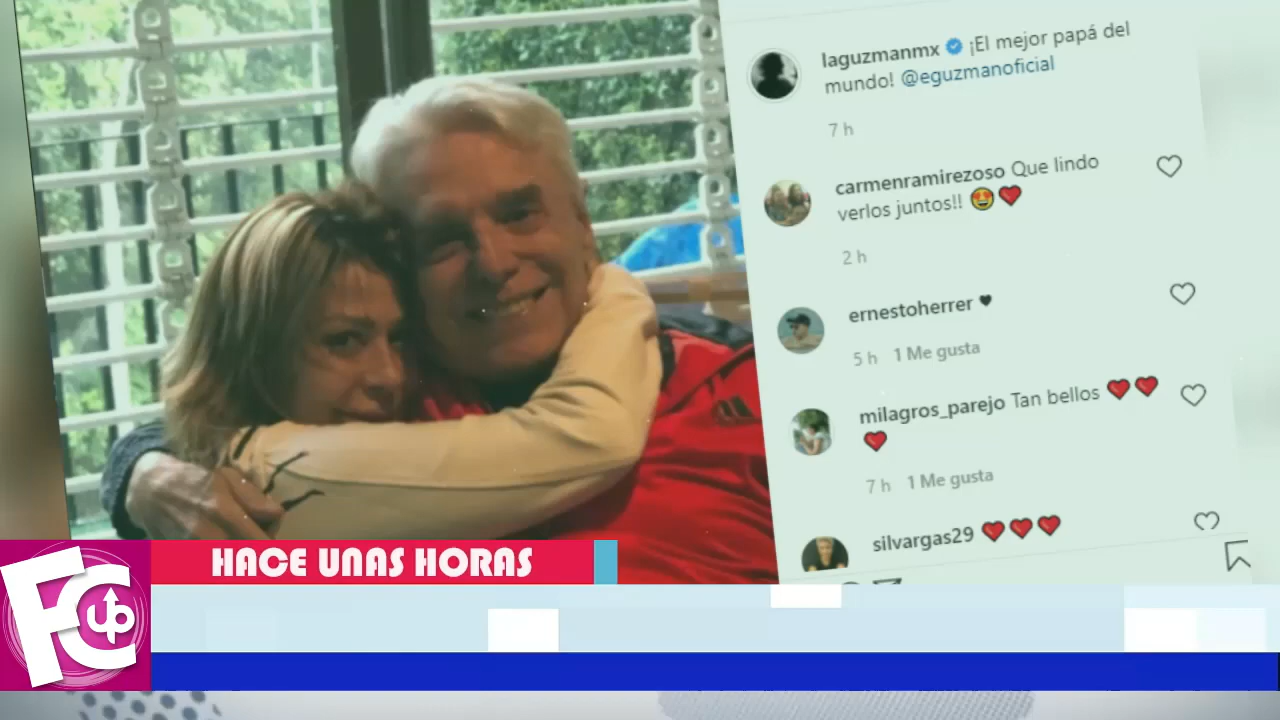 laguzmanmx ¡El mejor papá del
mundo! @eguzmanoficial
7 h
carmenramirezoso Que lindo
verlos juntos!! 😍❤️
2 h
ernestoherrer 🖤
5 h 1 Me gusta
milagros_parejo Tan bellos ❤️❤️
❤️
7 h 1 Me gusta
silvargas29 ❤️❤️❤️
HACE UNAS HORAS
FC up